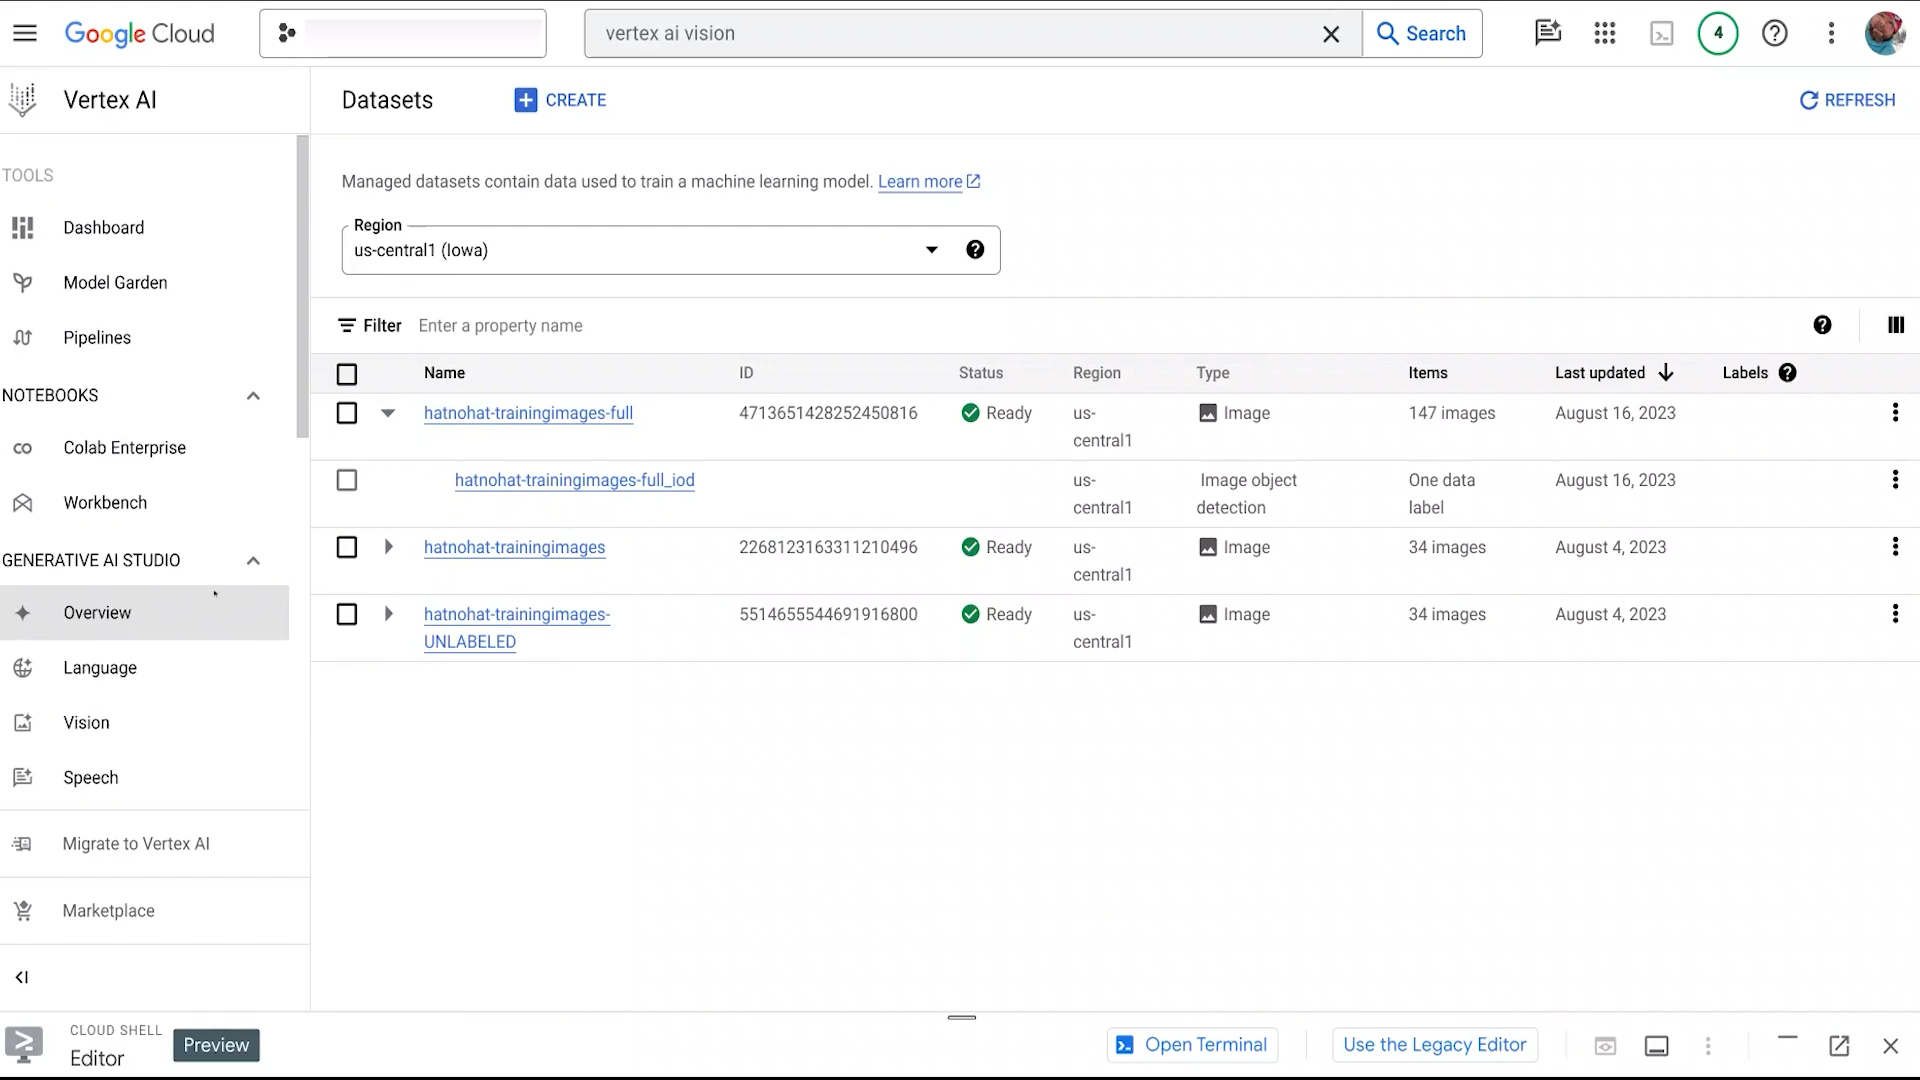 Google Cloud
vertex ai vision
Search
4
Vertex AI
Datasets
CREATE
REFRESH
TOOLS
Dashboard
Model Garden
Pipelines
NOTEBOOKS
Colab Enterprise
Workbench
GENERATIVE AI STUDIO
Overview
Language
Vision
Speech
Migrate to Vertex AI
Marketplace
Managed datasets contain data used to train a machine learning model. Learn more
Region
us-central1 (Iowa)
Filter Enter a property name
Name ID Status Region Type Items Last updated Labels
hatnohat-trainingimages-full 4713651428252450816 Ready us- Image 147 images August 16, 2023
central1
hatnohat-trainingimages-full_iod us- Image object One data August 16, 2023
central1 detection label
hatnohat-trainingimages 2268123163311210496 Ready us- Image 34 images August 4, 2023
central1
hatnohat-trainingimages- 5514655544691916800 Ready us- Image 34 images August 4, 2023
UNLABELED central1
CLOUD SHELL
Editor
Preview
Open Terminal
Use the Legacy Editor